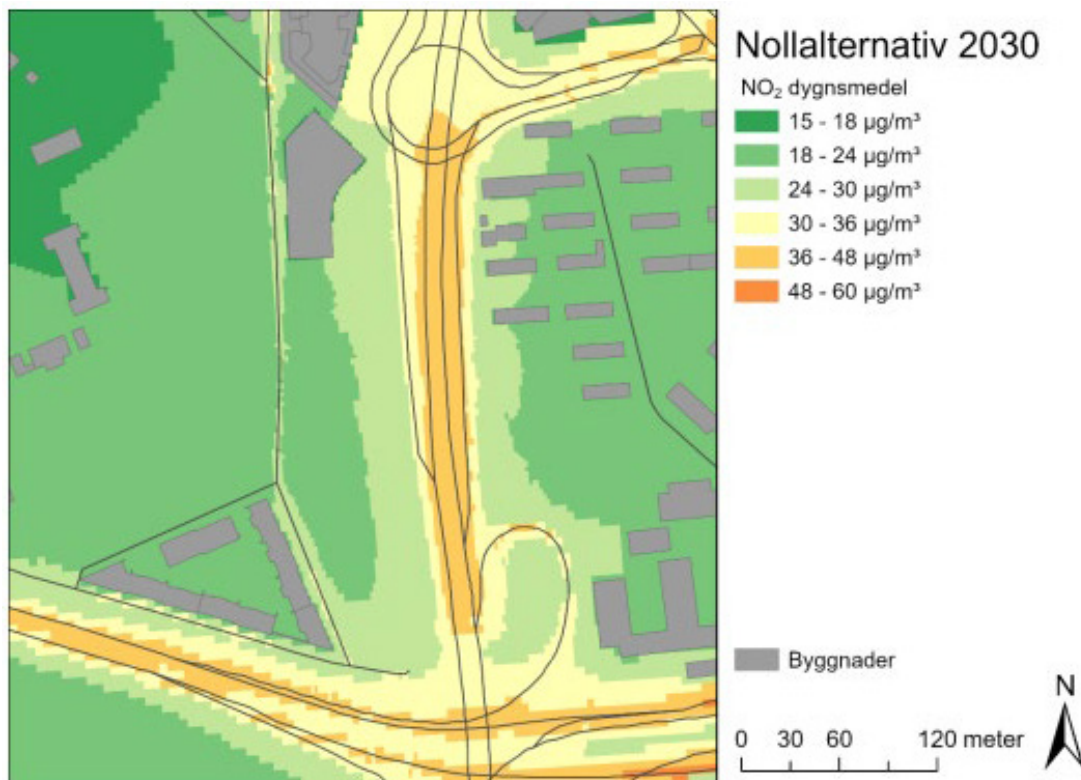 Nollalternativ 2030
NO₂ dygnsmedel
15 - 18 µg/m³
18 - 24 µg/m³
24 - 30 µg/m³
30 - 36 µg/m³
36 - 48 µg/m³
48 - 60 µg/m³
Byggnader
N
0 30 60 120 meter